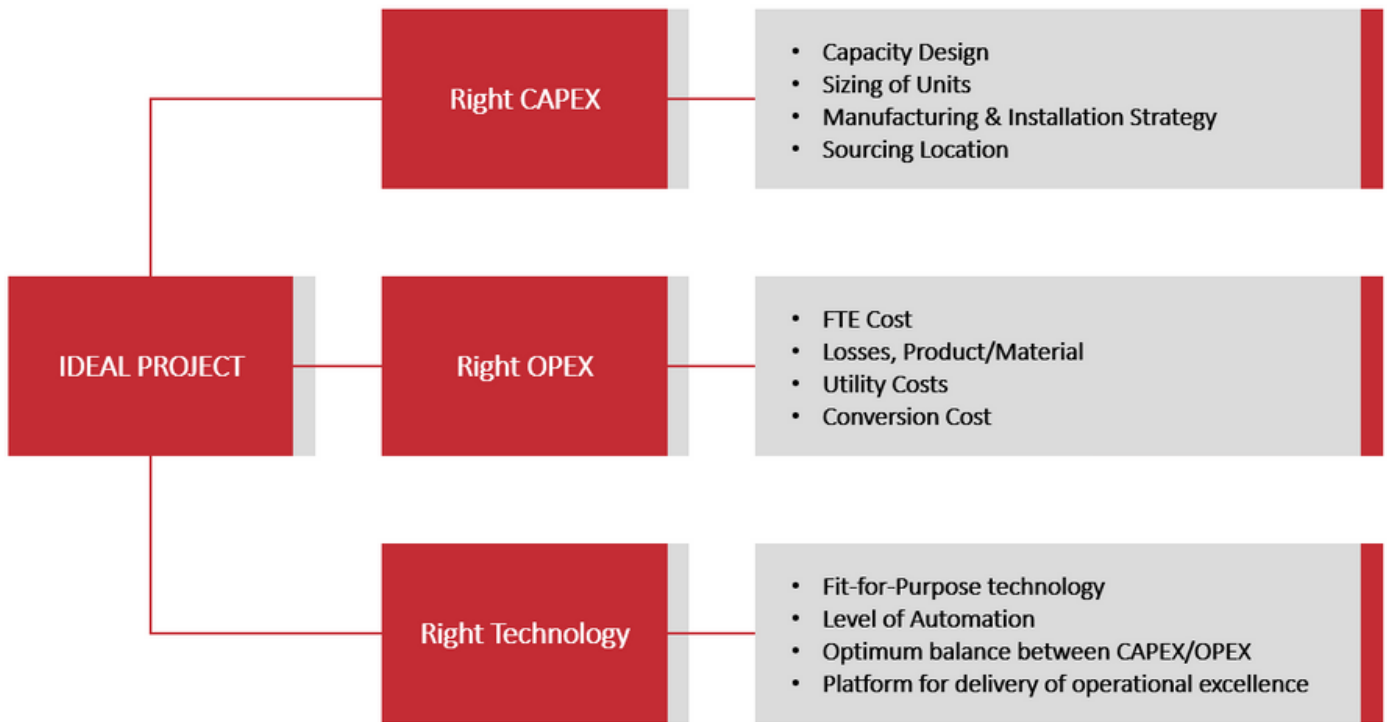 IDEAL PROJECT
Right CAPEX
• Capacity Design
• Sizing of Units
• Manufacturing & Installation Strategy
• Sourcing Location
Right OPEX
• FTE Cost
• Losses, Product/Material
• Utility Costs
• Conversion Cost
Right Technology
• Fit-for-Purpose technology
• Level of Automation
• Optimum balance between CAPEX/OPEX
• Platform for delivery of operational excellence